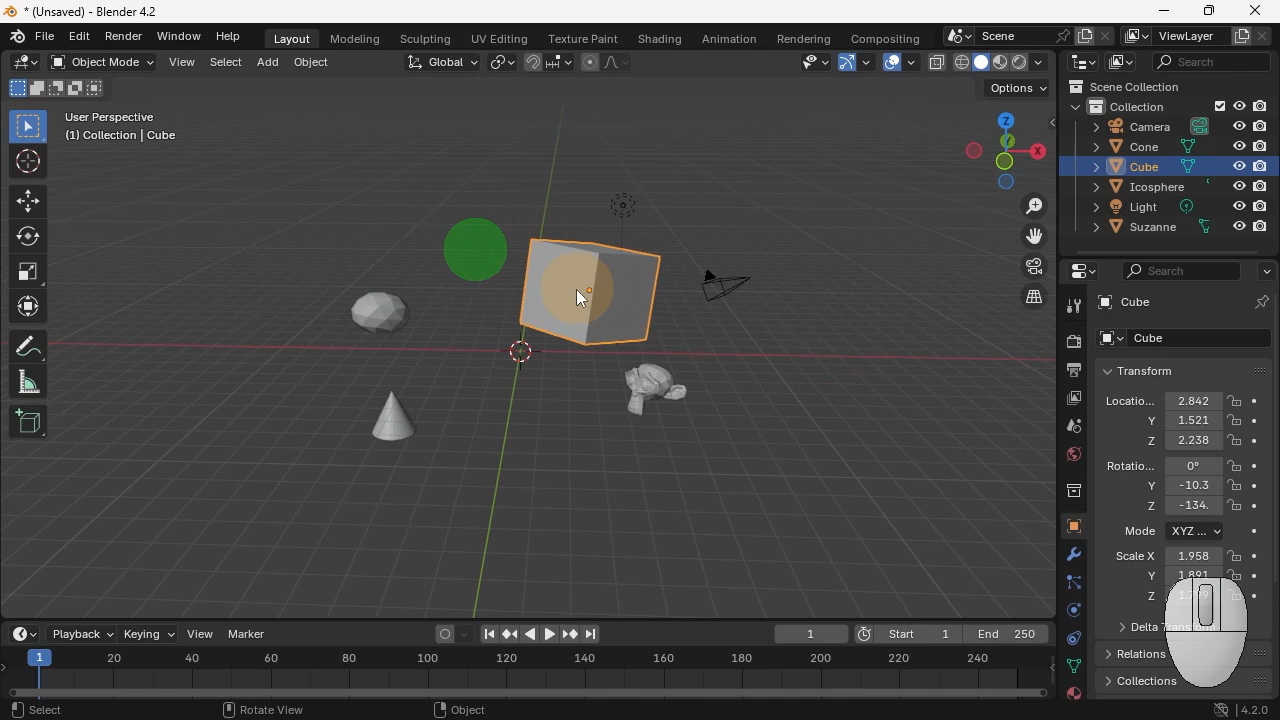 * (Unsaved) - Blender 4.2
File Edit Render Window Help Layout Modeling Sculpting UV Editing Texture Paint Shading Animation Rendering Compositing Scene ViewLayer
Object Mode View Select Add Object Global Search
Options
User Perspective
(1) Collection | Cube
Z
Y
X
Scene Collection
Collection
Camera
Cone
Cube
Icosphere
Light
Suzanne
Search
Cube
Cube
Transform
Locatio... 2.842
Y 1.521
Z 2.238
Rotatio... 0°
Y -10.3
Z -134.
Mode XYZ ...
Scale X 1.958
Y 1.891
Z
Delta Transform
Relations
Collections
Playback Keying View Marker 1 Start 1 End 250
1 20 40 60 80 100 120 140 160 180 200 220 240
Select Rotate View Object 4.2.0